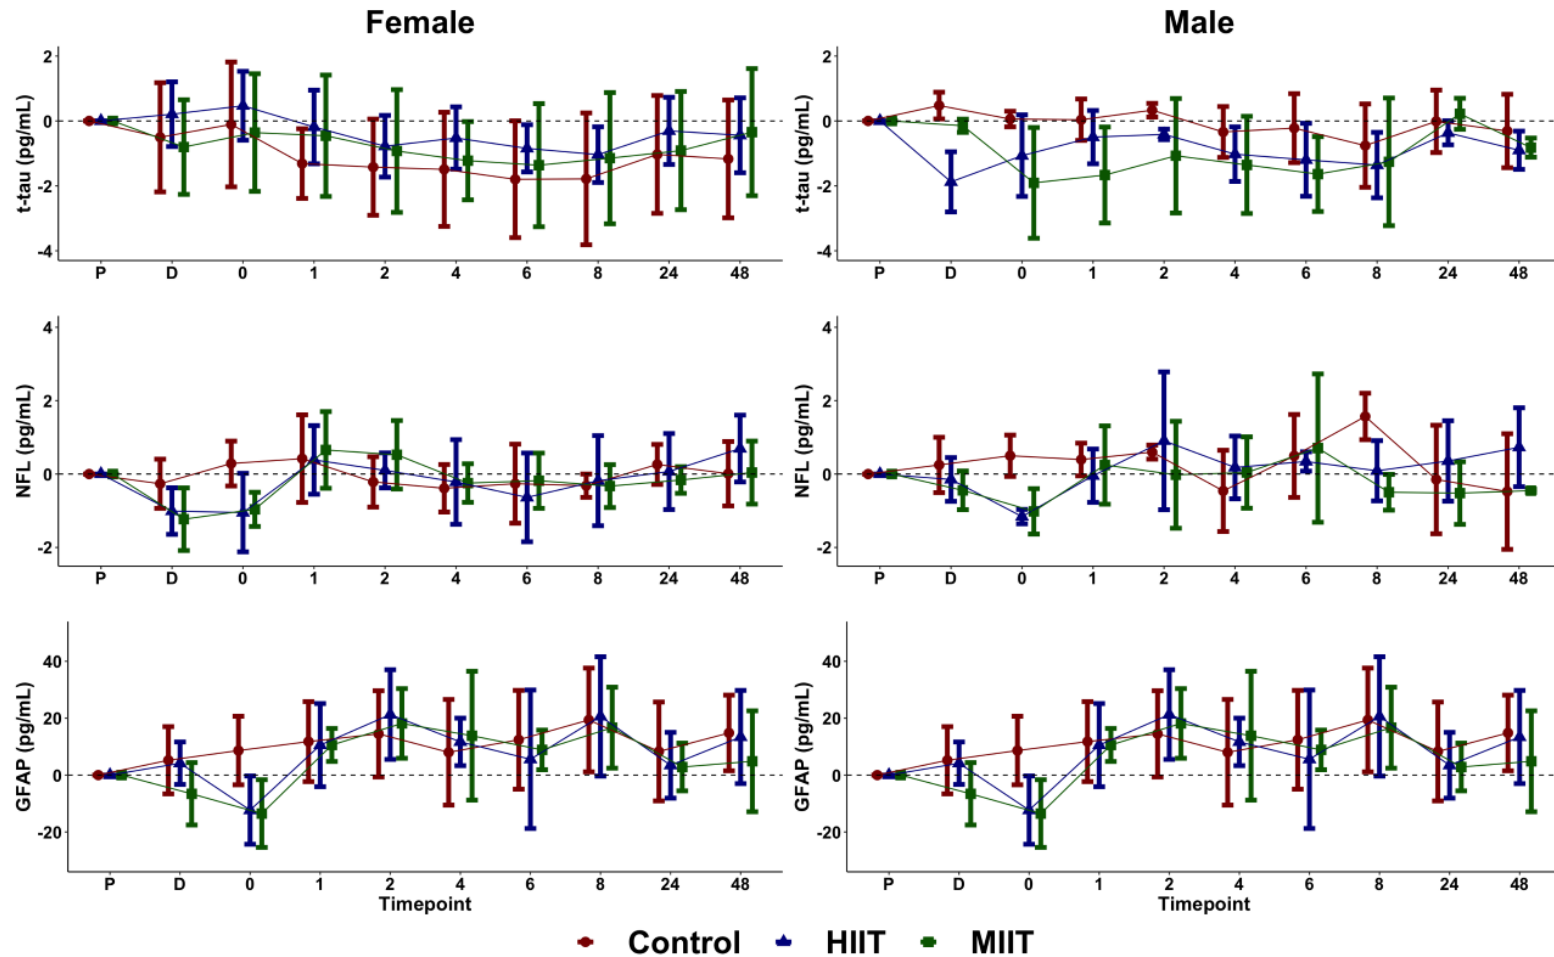 Female
Male
t-tau (pg/mL)
2
0
-2
-4
P D 0 1 2 4 6 8 24 48
t-tau (pg/mL)
2
0
-2
-4
P D 0 1 2 4 6 8 24 48
NFL (pg/mL)
4
2
0
-2
P D 0 1 2 4 6 8 24 48
NFL (pg/mL)
4
2
0
-2
P D 0 1 2 4 6 8 24 48
GFAP (pg/mL)
40
20
0
-20
P D 0 1 2 4 6 8 24 48
Timepoint
GFAP (pg/mL)
40
20
0
-20
P D 0 1 2 4 6 8 24 48
Timepoint
Control HIIT MIIT